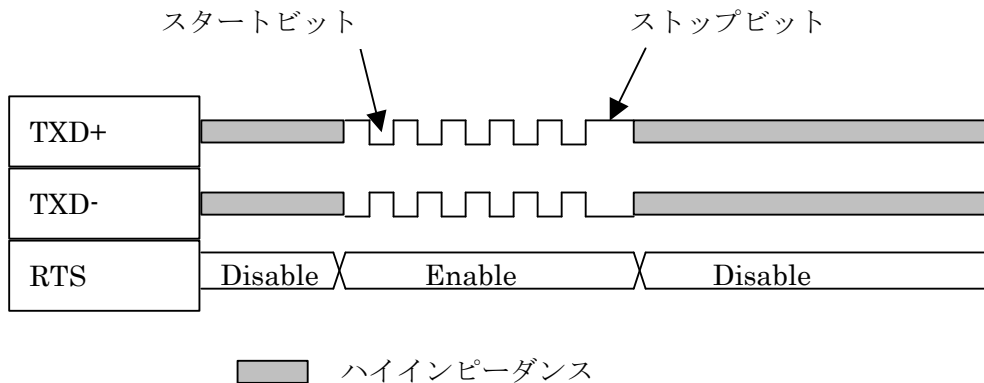 スタートビット ストップビット
TXD+
TXD-
RTS Disable Enable Disable
ハイインピーダンス